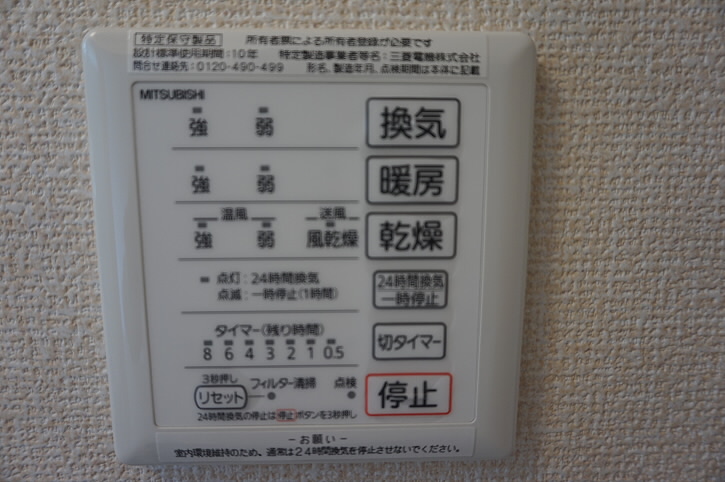 特定保守製品 所有者票による所有者登録が必要です
設計標準使用期間:10年 特定製造事業者等名:三菱電機株式会社
問合せ連絡先:0120-490-499 形名、製造年月、点検期間は本体に記載
MITSUBISHI
強 弱 換気
強 弱 暖房
温風 送風
強 弱 風乾燥 乾燥
点灯:24時間換気
点滅:一時停止(1時間)
24時間換気
一時停止
タイマー(残り時間)
8 6 4 3 2 1 0.5
切タイマー
3秒押し
リセット フィルター清掃 点検
停止
24時間換気の停止は停止ボタンを3秒押し
-お願い-
室内環境維持のため、通常は24時間換気を停止させないでください。